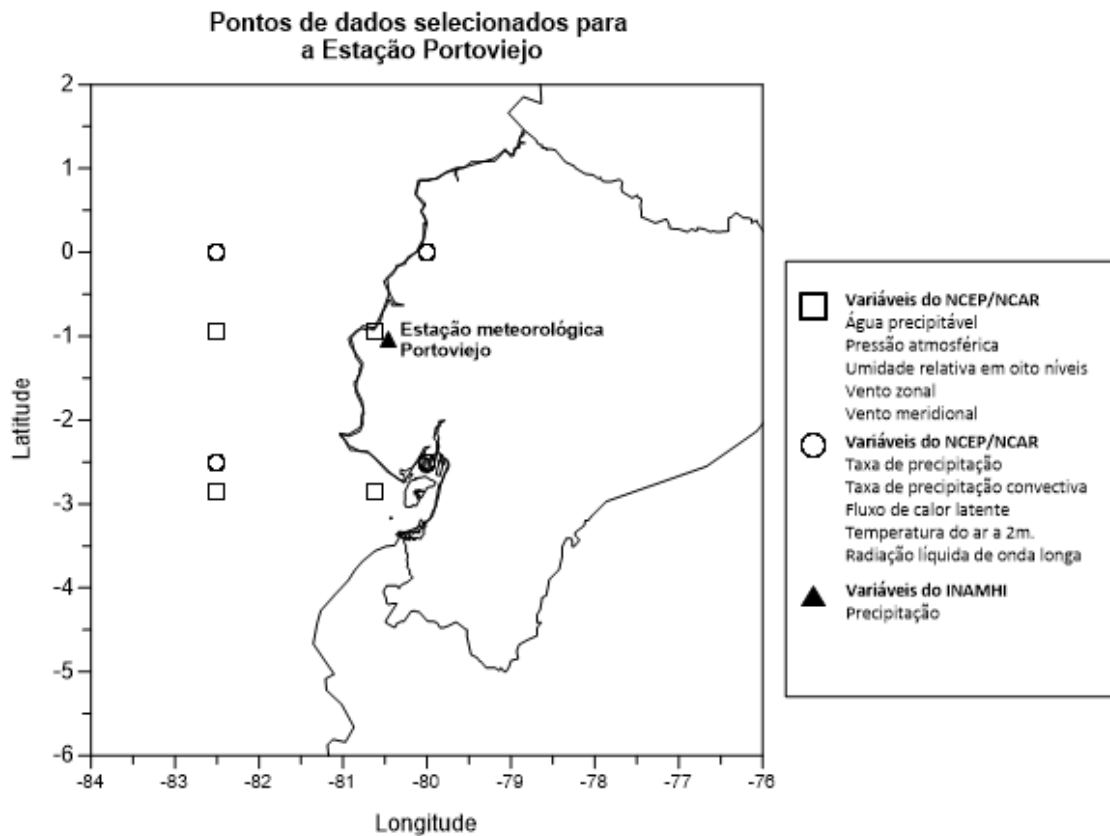 Pontos de dados selecionados para
a Estação Portoviejo
2
1
0
-1
-2
-3
-4
-5
-6
Latitude
-84
-83
-82
-81
-80
-79
-78
-77
-76
Longitude
Estação meteorológica
Portoviejo
Variáveis do NCEP/NCAR
Água precipitável
Pressão atmosférica
Umidade relativa em oito níveis
Vento zonal
Vento meridional
Variáveis do NCEP/NCAR
Taxa de precipitação
Taxa de precipitação convectiva
Fluxo de calor latente
Temperatura do ar a 2m.
Radiação líquida de onda longa
Variáveis do INAMHI
Precipitação